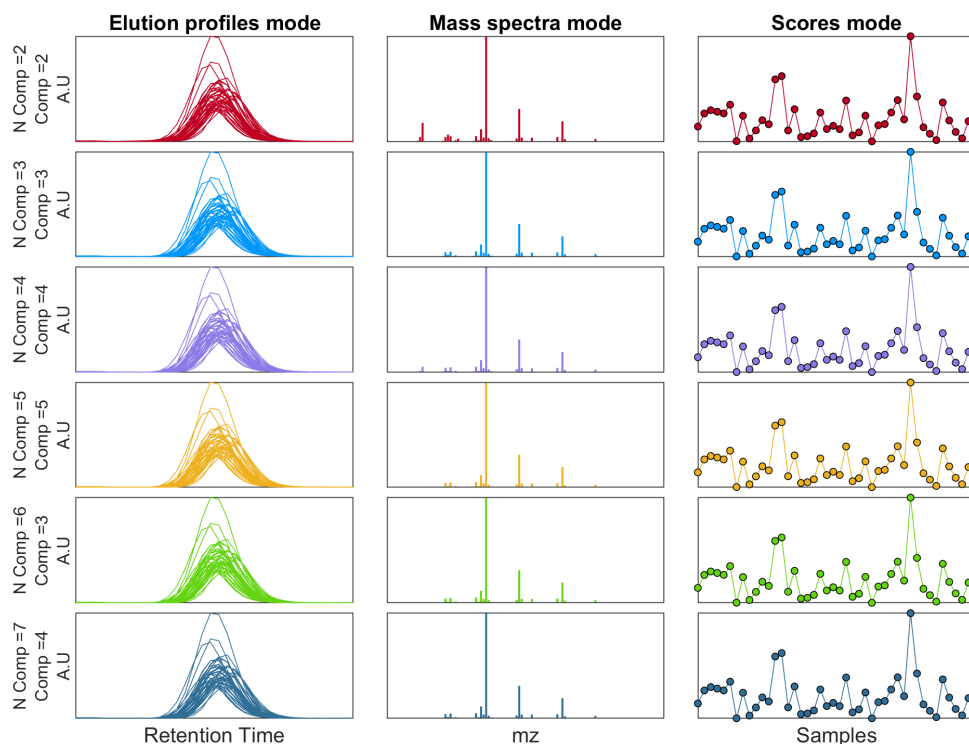 Elution profiles mode
Mass spectra mode
Scores mode
N Comp =2
Comp =2
A.U
N Comp =3
Comp =3
A.U
N Comp =4
Comp =4
A.U
N Comp =5
Comp =5
A.U
N Comp =6
Comp =3
A.U
N Comp =7
Comp =4
A.U
Retention Time
mz
Samples